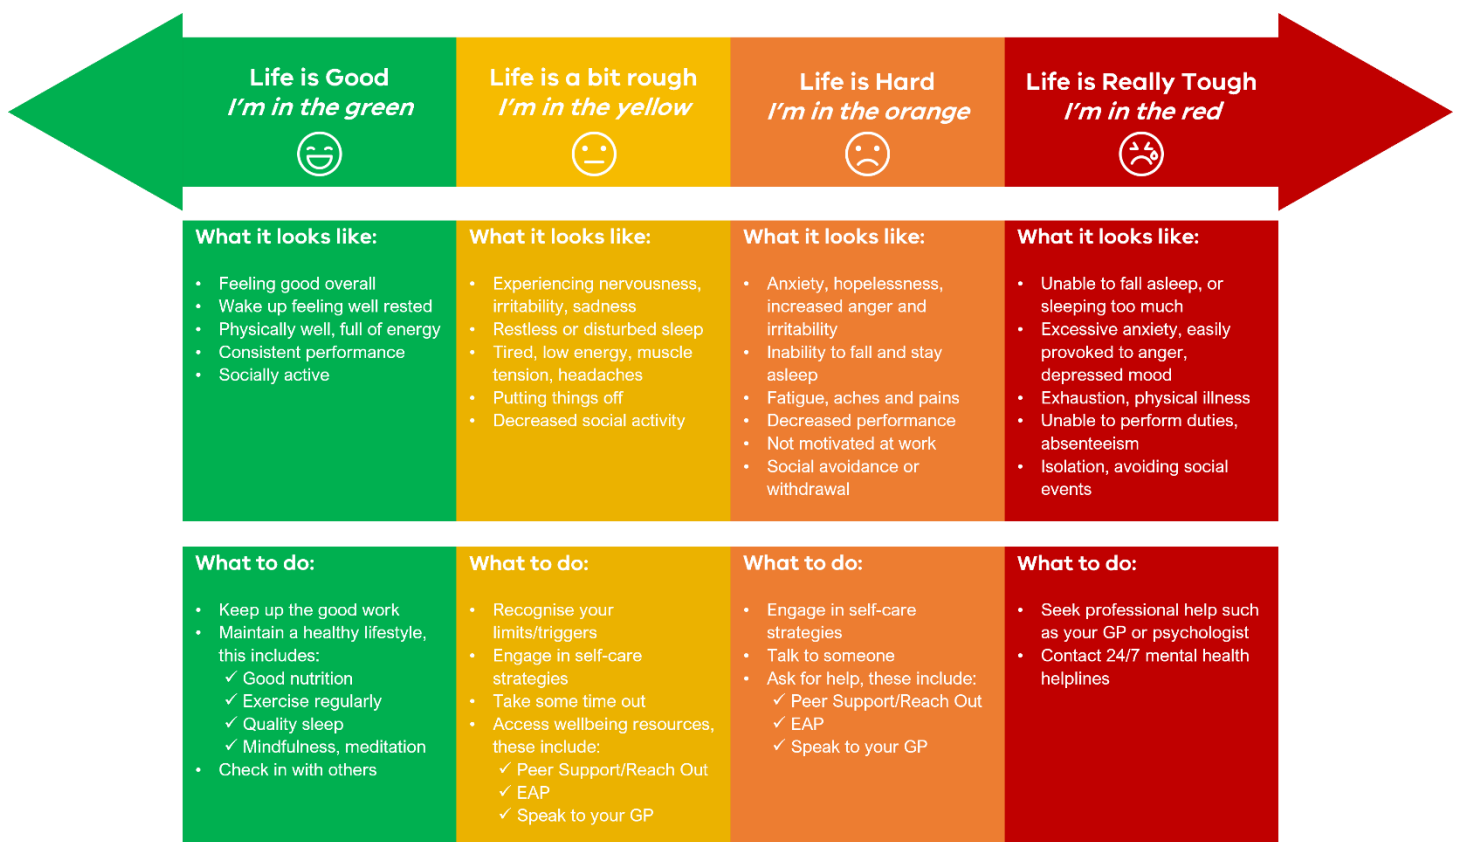 Life is Good
I'm in the green
Life is a bit rough
I'm in the yellow
Life is Hard
I'm in the orange
Life is Really Tough
I'm in the red
What it looks like:
• Feeling good overall
• Wake up feeling well rested
• Physically well, full of energy
• Consistent performance
• Socially active
What it looks like:
• Experiencing nervousness,
irritability, sadness
• Restless or disturbed sleep
• Tired, low energy, muscle
tension, headaches
• Putting things off
• Decreased social activity
What it looks like:
• Anxiety, hopelessness,
increased anger and
irritability
• Inability to fall and stay
asleep
• Fatigue, aches and pains
• Decreased performance
• Not motivated at work
• Social avoidance or
withdrawal
What it looks like:
• Unable to fall asleep, or
sleeping too much
• Excessive anxiety, easily
provoked to anger,
depressed mood
• Exhaustion, physical illness
• Unable to perform duties,
absenteeism
• Isolation, avoiding social
events
What to do:
• Keep up the good work
• Maintain a healthy lifestyle,
this includes:
✓ Good nutrition
✓ Exercise regularly
✓ Quality sleep
✓ Mindfulness, meditation
• Check in with others
What to do:
• Recognise your
limits/triggers
• Engage in self-care
strategies
• Take some time out
• Access wellbeing resources,
these include:
✓ Peer Support/Reach Out
✓ EAP
✓ Speak to your GP
What to do:
• Engage in self-care
strategies
• Talk to someone
• Ask for help, these include:
✓ Peer Support/Reach Out
✓ EAP
✓ Speak to your GP
What to do:
• Seek professional help such
as your GP or psychologist
• Contact 24/7 mental health
helplines